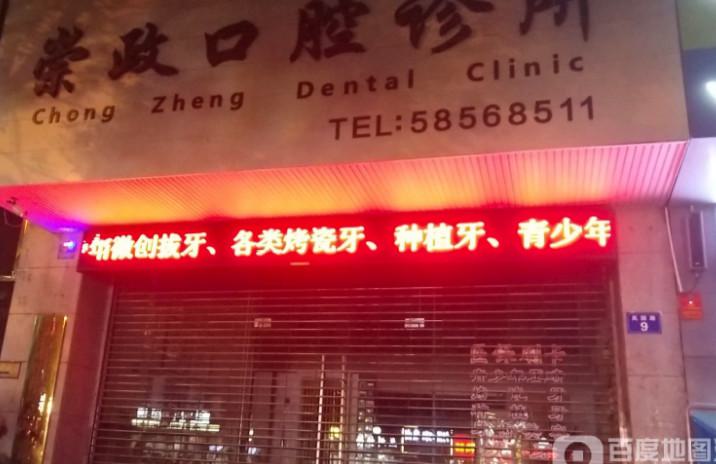 崇政口腔诊所
Chong Zheng Dental Clinic
TEL:58568511
微创拔牙、各类烤瓷牙、种植牙、青少年
9
百度地图